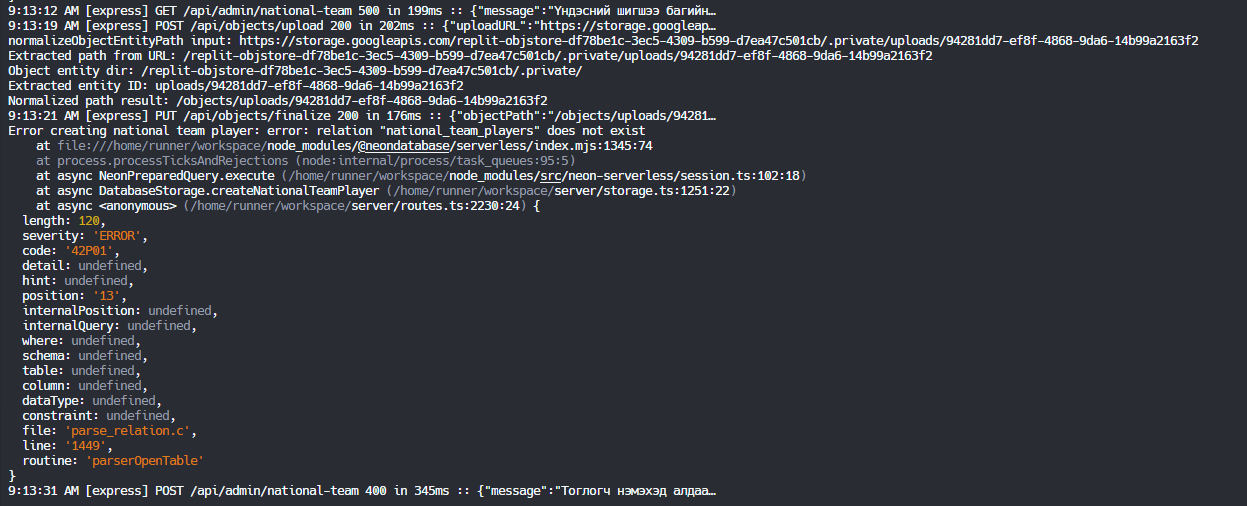 9:13:12 AM [express] GET /api/admin/national-team 500 in 199ms :: {"message":"Үндэсний шигшээ багийн…
9:13:19 AM [express] POST /api/objects/upload 200 in 202ms :: {"uploadURL":"https://storage.googleap…
normalizeObjectEntityPath input: https://storage.googleapis.com/replit-objstore-df78be1c-3ec5-4309-b599-d7ea47c501cb/.private/uploads/94281dd7-ef8f-4868-9da6-14b99a2163f2
Extracted path from URL: /replit-objstore-df78be1c-3ec5-4309-b599-d7ea47c501cb/.private/uploads/94281dd7-ef8f-4868-9da6-14b99a2163f2
Object entity dir: /replit-objstore-df78be1c-3ec5-4309-b599-d7ea47c501cb/.private/
Extracted entity ID: uploads/94281dd7-ef8f-4868-9da6-14b99a2163f2
Normalized path result: /objects/uploads/94281dd7-ef8f-4868-9da6-14b99a2163f2
9:13:21 AM [express] PUT /api/objects/finalize 200 in 176ms :: {"objectPath":"/objects/uploads/94281…
Error creating national team player: error: relation "national_team_players" does not exist
at file:///home/runner/workspace/node_modules/@neondatabase/serverless/index.mjs:1345:74
at process.processTicksAndRejections (node:internal/process/task_queues:95:5)
at async NeonPreparedQuery.execute (/home/runner/workspace/node_modules/src/neon-serverless/session.ts:102:18)
at async DatabaseStorage.createNationalTeamPlayer (/home/runner/workspace/server/storage.ts:1251:22)
at async <anonymous> (/home/runner/workspace/server/routes.ts:2230:24) {
length: 120,
severity: 'ERROR',
code: '42P01',
detail: undefined,
hint: undefined,
position: '13',
internalPosition: undefined,
internalQuery: undefined,
where: undefined,
schema: undefined,
table: undefined,
column: undefined,
dataType: undefined,
constraint: undefined,
file: 'parse_relation.c',
line: '1449',
routine: 'parserOpenTable'
}
9:13:31 AM [express] POST /api/admin/national-team 400 in 345ms :: {"message":"Тоглогч нэмэхэд алдаа…